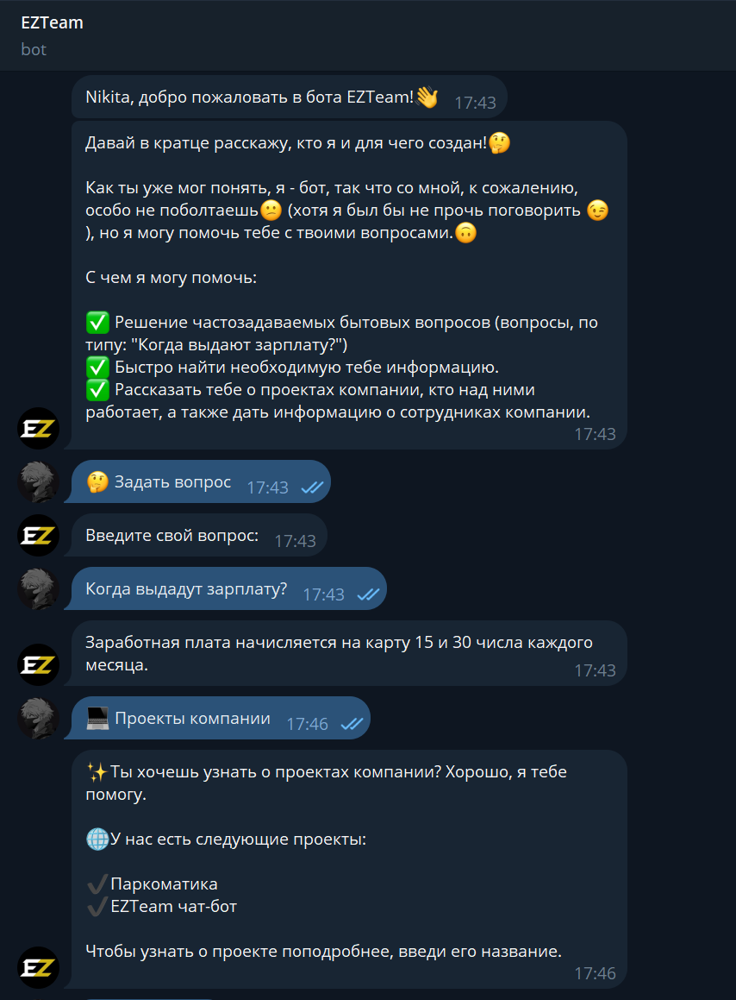 EZTeam
bot
Nikita, добро пожаловать в бота EZTeam!👋 17:43
Давай в кратце расскажу, кто я и для чего создан!🤔
Как ты уже мог понять, я - бот, так что со мной, к сожалению,
особо не поболтаешь😕 (хотя я был бы не прочь поговорить 😉
), но я могу помочь тебе с твоими вопросами.🙃
С чем я могу помочь:
✅ Решение частозадаваемых бытовых вопросов (вопросы, по
типу: "Когда выдают зарплату?")
✅ Быстро найти необходимую тебе информацию.
✅ Рассказать тебе о проектах компании, кто над ними
работает, а также дать информацию о сотрудниках компании.
17:43
EZ
🤔 Задать вопрос 17:43
EZ
Введите свой вопрос: 17:43
Когда выдадут зарплату? 17:43
Заработная плата начисляется на карту 15 и 30 числа каждого
месяца. 17:43
EZ
💻 Проекты компании 17:46
✨Ты хочешь узнать о проектах компании? Хорошо, я тебе
помогу.
🌐У нас есть следующие проекты:
✔Паркоматика
✔EZTeam чат-бот
Чтобы узнать о проекте поподробнее, введи его название.
17:46
EZ